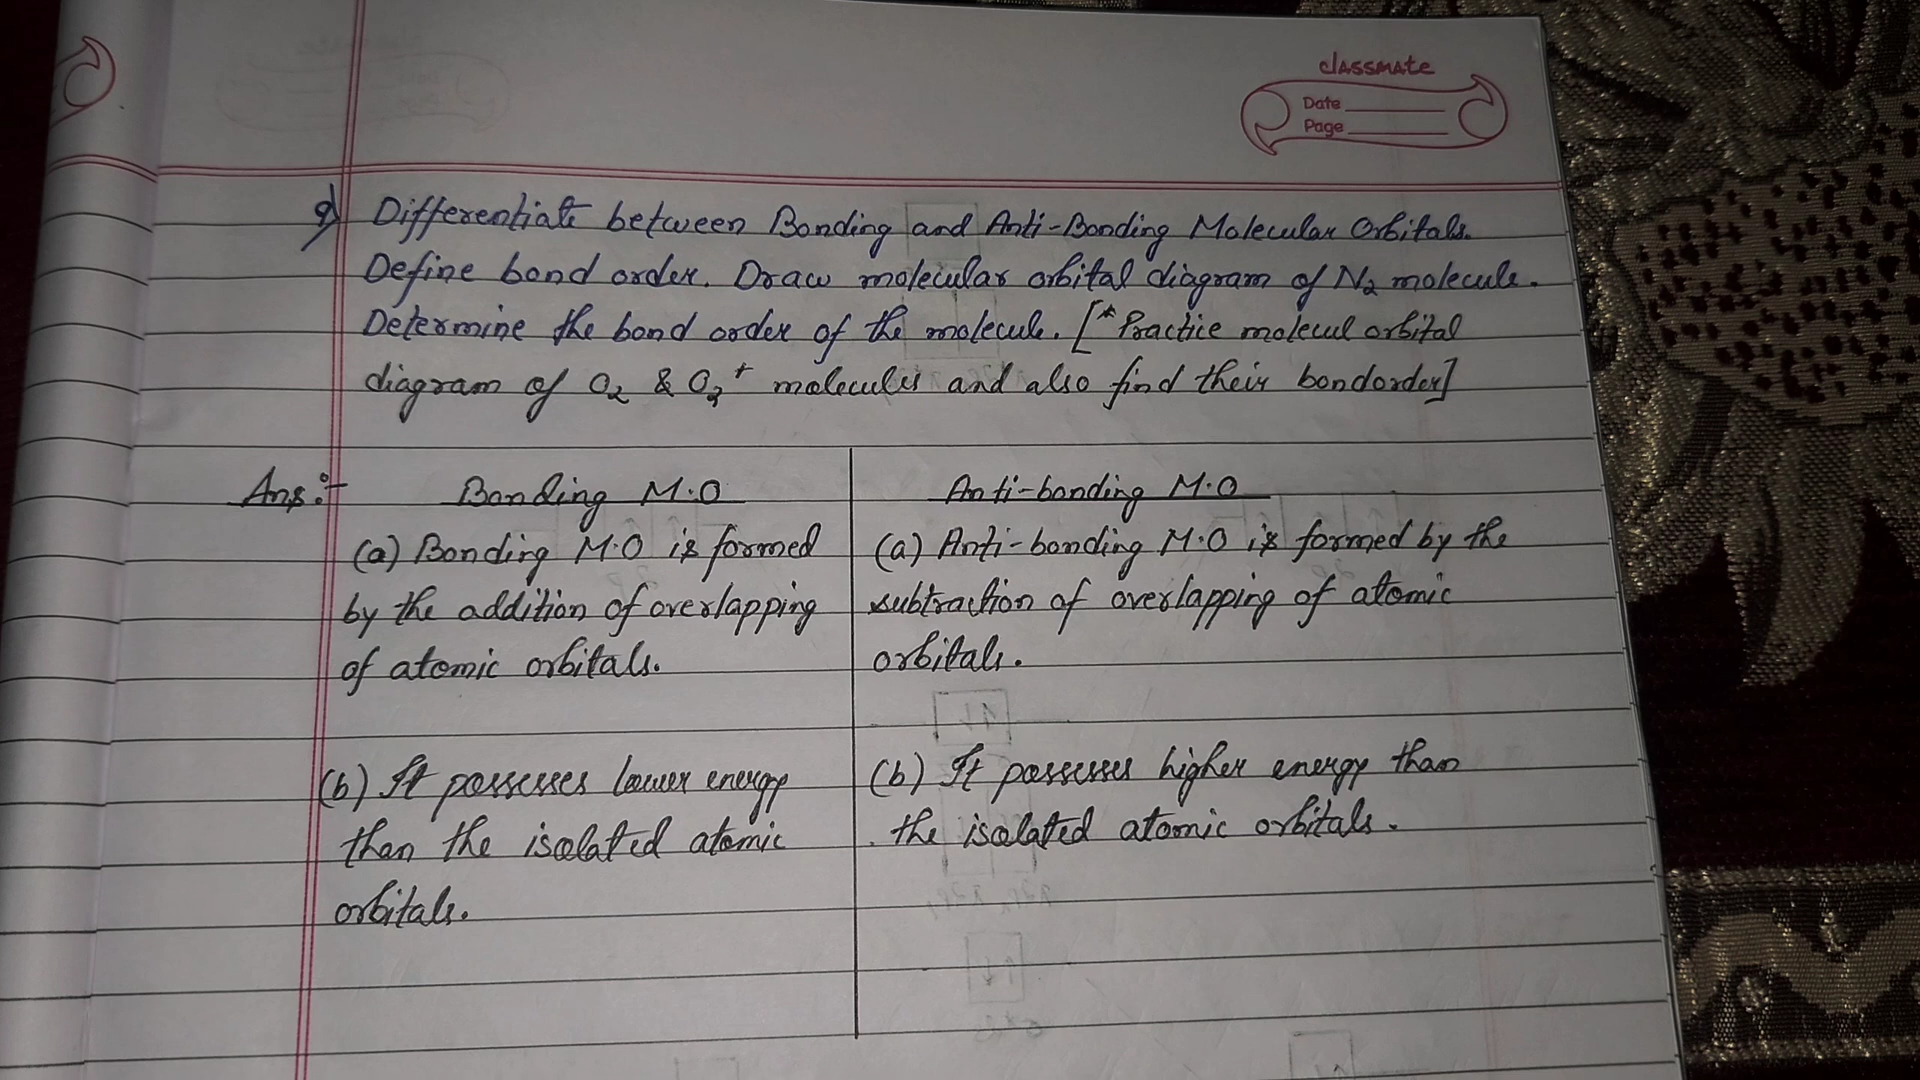 classmate
Date
Page
Q) Differentiate between Bonding and Anti-Bonding Molecular Orbitals.
Define bond order. Draw molecular orbital diagram of N2 molecule.
Determine the bond order of the molecule. [* Practice molecul orbital
diagram of O2 & O2+ molecules and also find their bondorder]
Ans:-
Bonding M.O
(a) Bonding M.O is formed
by the addition of overlapping
of atomic orbitals.
(b) It possesses lower energy
than the isolated atomic
orbitals.
Anti-bonding M.O
(a) Anti-bonding M.O is formed by the
subtraction of overlapping of atomic
orbitals.
(b) It possesses higher energy than
the isolated atomic orbitals.